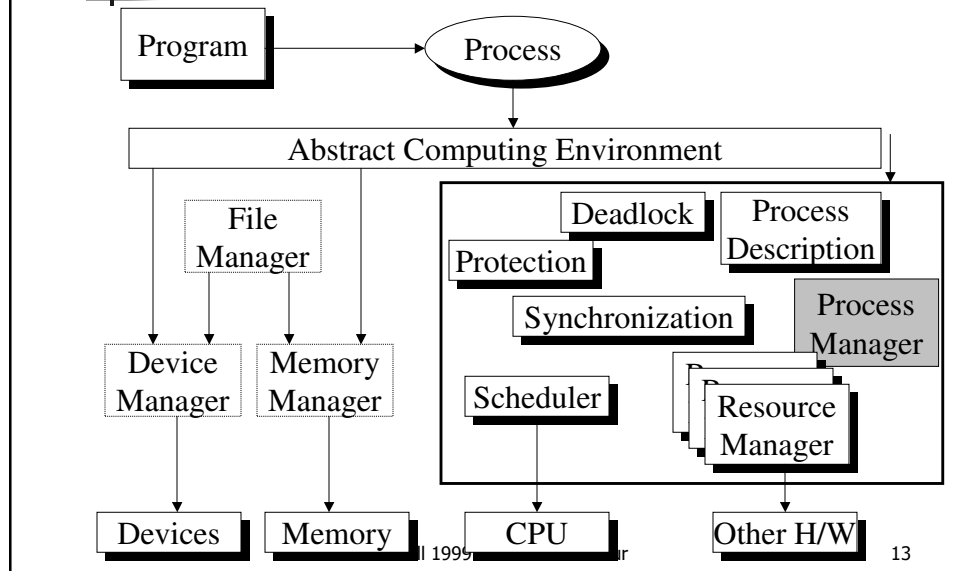 Program
Process
Abstract Computing Environment
File
Manager
Deadlock
Process
Description
Protection
Synchronization
Process
Manager
Device
Manager
Memory
Manager
Scheduler
Resource
Manager
Devices
Memory
CPU
Other H/W
1999
13